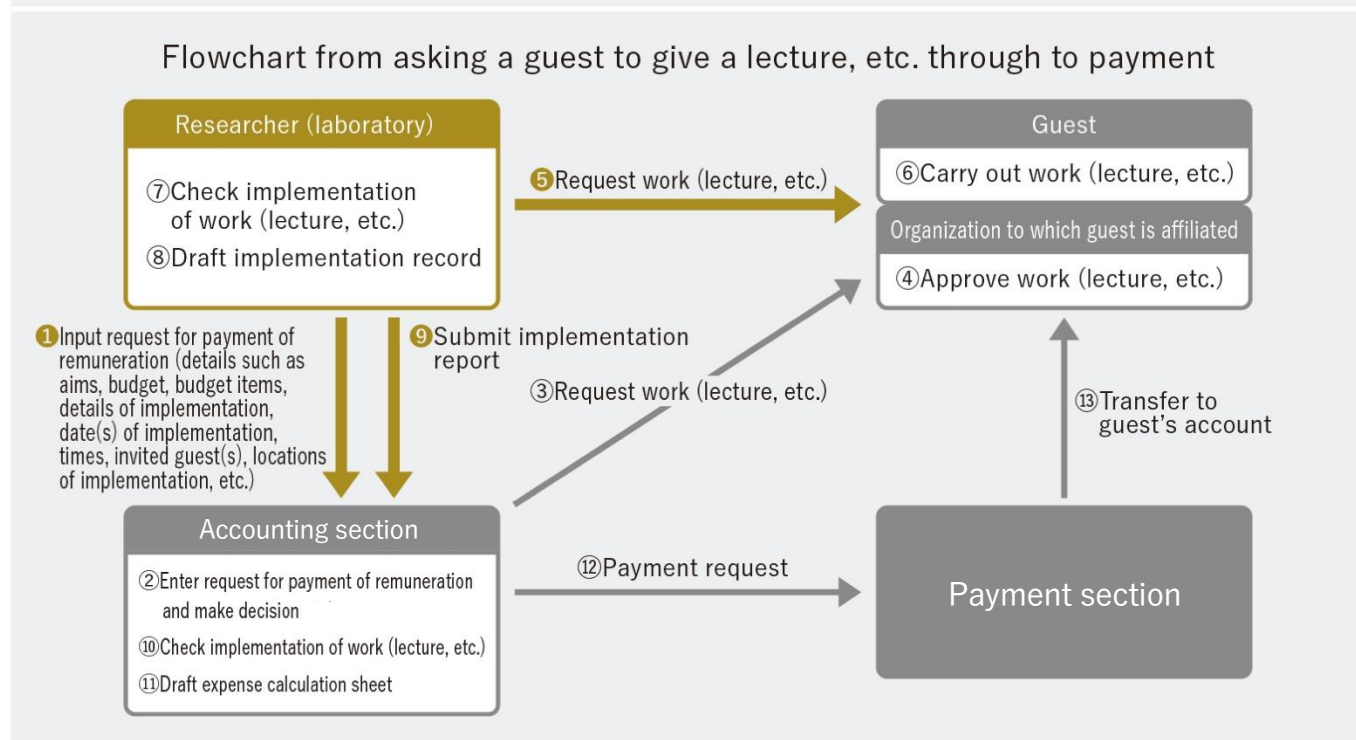 Flowchart from asking a guest to give a lecture, etc. through to payment
Researcher (laboratory)
⑦Check implementation
of work (lecture, etc.)
⑧Draft implementation record
❺Request work (lecture, etc.)
Guest
⑥Carry out work (lecture, etc.)
Organization to which guest is affiliated
④Approve work (lecture, etc.)
❶Input request for payment of
remuneration (details such as
aims, budget, budget items,
details of implementation,
date(s) of implementation,
times, invited guest(s), locations
of implementation, etc.)
❾Submit implementation
report
③Request work (lecture, etc.)
⑬Transfer to
guest's account
Accounting section
②Enter request for payment of remuneration
and make decision
⑩Check implementation of work (lecture, etc.)
⑪Draft expense calculation sheet
⑫Payment request
Payment section